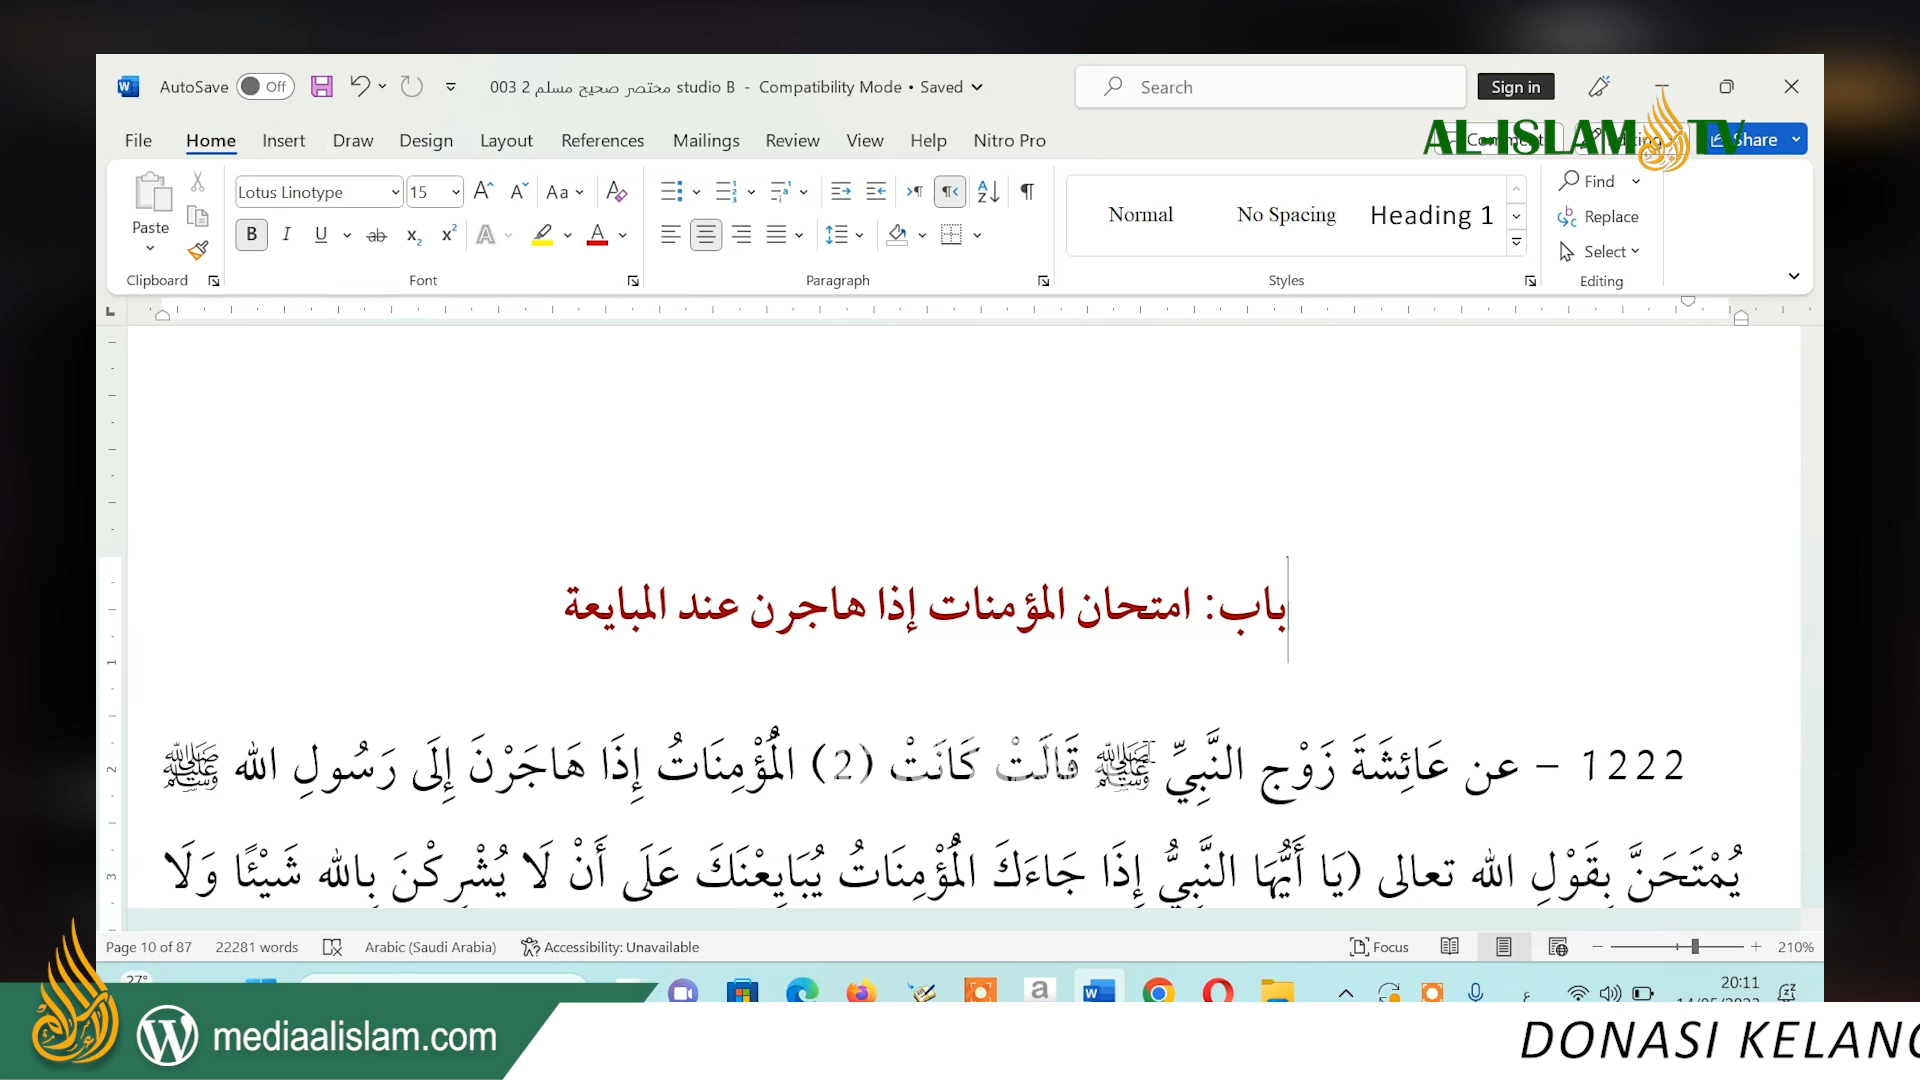 AutoSave Off 003 2 مختصر صحيح مسلم studio B - Compatibility Mode • Saved Search Sign in
File Home Insert Draw Design Layout References Mailings Review View Help Nitro Pro Share
AL-ISLAM TV
Paste Lotus Linotype 15 Normal No Spacing Heading 1 Find
Replace
Select
Clipboard Font Paragraph Styles Editing
باب: امتحان المؤمنات إذا هاجرن عند المبايعة
1222 – عن عَائِشَةَ زَوْج النَّبِيِّ ﷺ قَالَتْ كَانَتْ (2) الْمُؤْمِنَاتُ إِذَا هَاجَرْنَ إِلَى رَسُولِ الله ﷺ
يُمْتَحَنَّ بِقَوْلِ الله تعالى (يَا أَيُّهَا النَّبِيُّ إِذَا جَاءَكَ الْمُؤْمِنَاتُ يُبَايِعْنَكَ عَلَى أَنْ لَا يُشْرِكْنَ بِالله شَيْئًا وَلَا
Page 10 of 87 22281 words Arabic (Saudi Arabia) Accessibility: Unavailable Focus 210%
27° 20:11
mediaalislam.com
DONASI KELANG